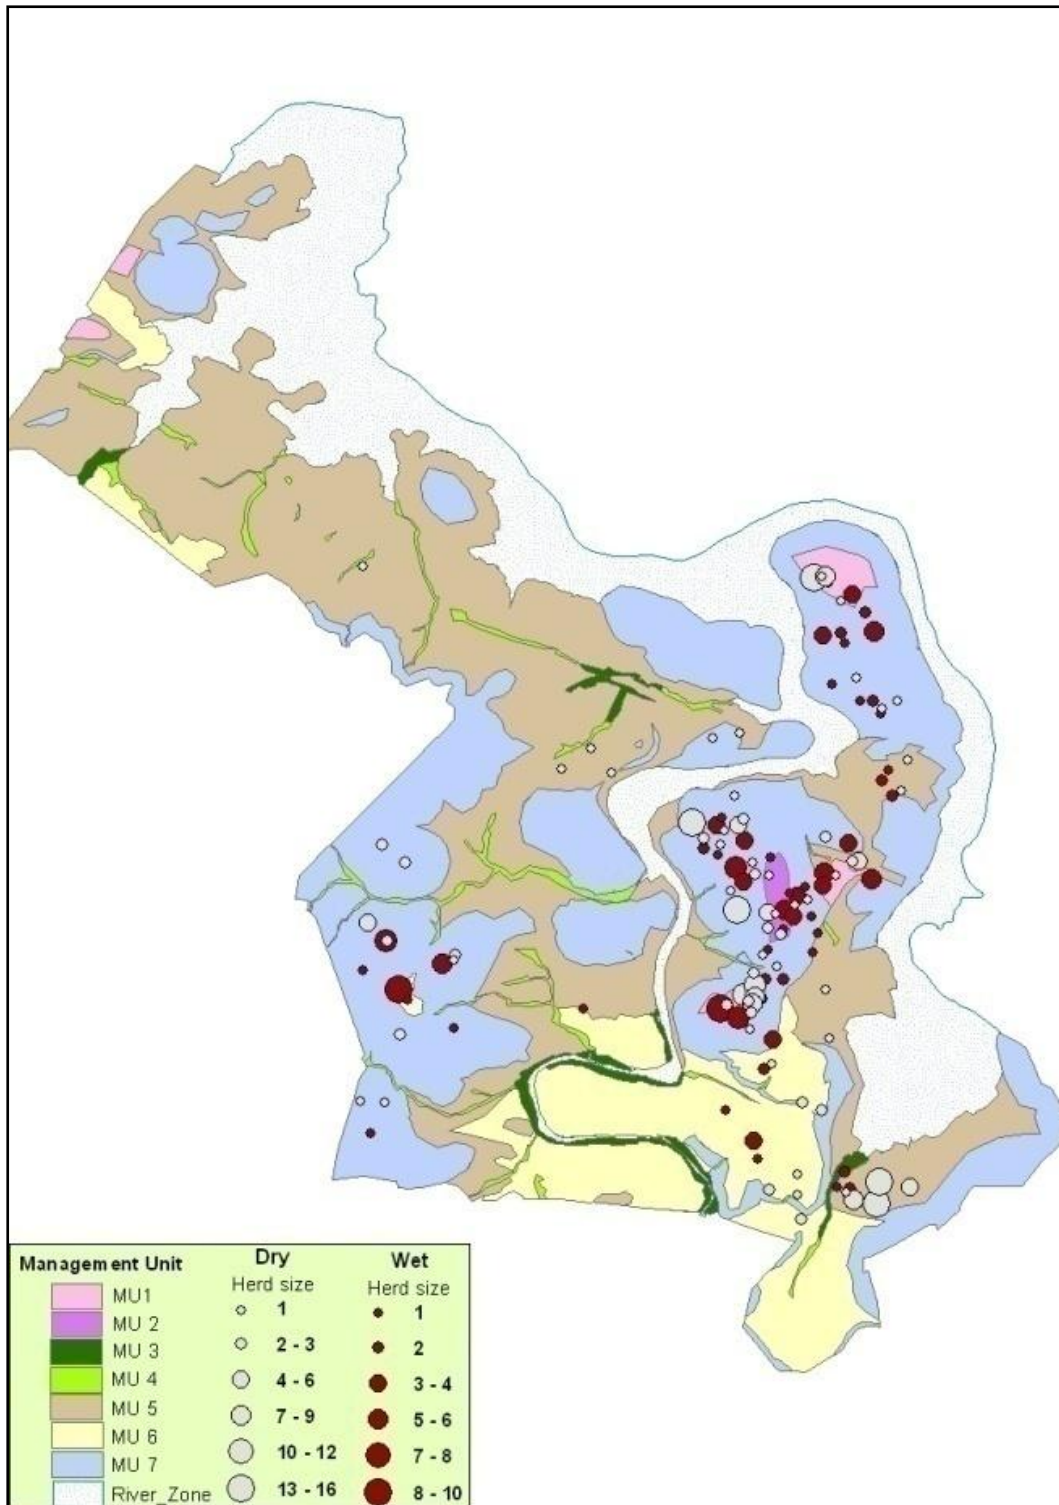 Management Unit
MU1
MU 2
MU 3
MU 4
MU 5
MU 6
MU 7
River_Zone
Dry
Herd size
1
2 - 3
4 - 6
7 - 9
10 - 12
13 - 16
Wet
Herd size
1
2
3 - 4
5 - 6
7 - 8
8 - 10